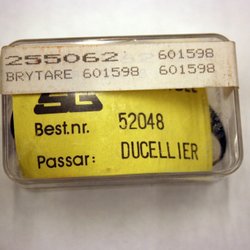 255062 601598
BRYTARE 601598 601598
Best.nr. 52048
Passar: DUCELLIER